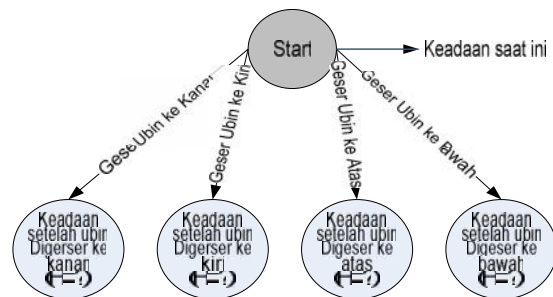 Start
Keadaan saat ini
Geser Ubin ke Kanan
Geser Ubin ke Kiri
Geser Ubin ke Atas
Geser Ubin ke Bawah
Keadaan
setelah ubin
Digerser ke
kanan
Keadaan
setelah ubin
Digerser ke
kiri
Keadaan
setelah ubin
Digeser ke
atas
Keadaan
setelah ubin
Digeser ke
bawah